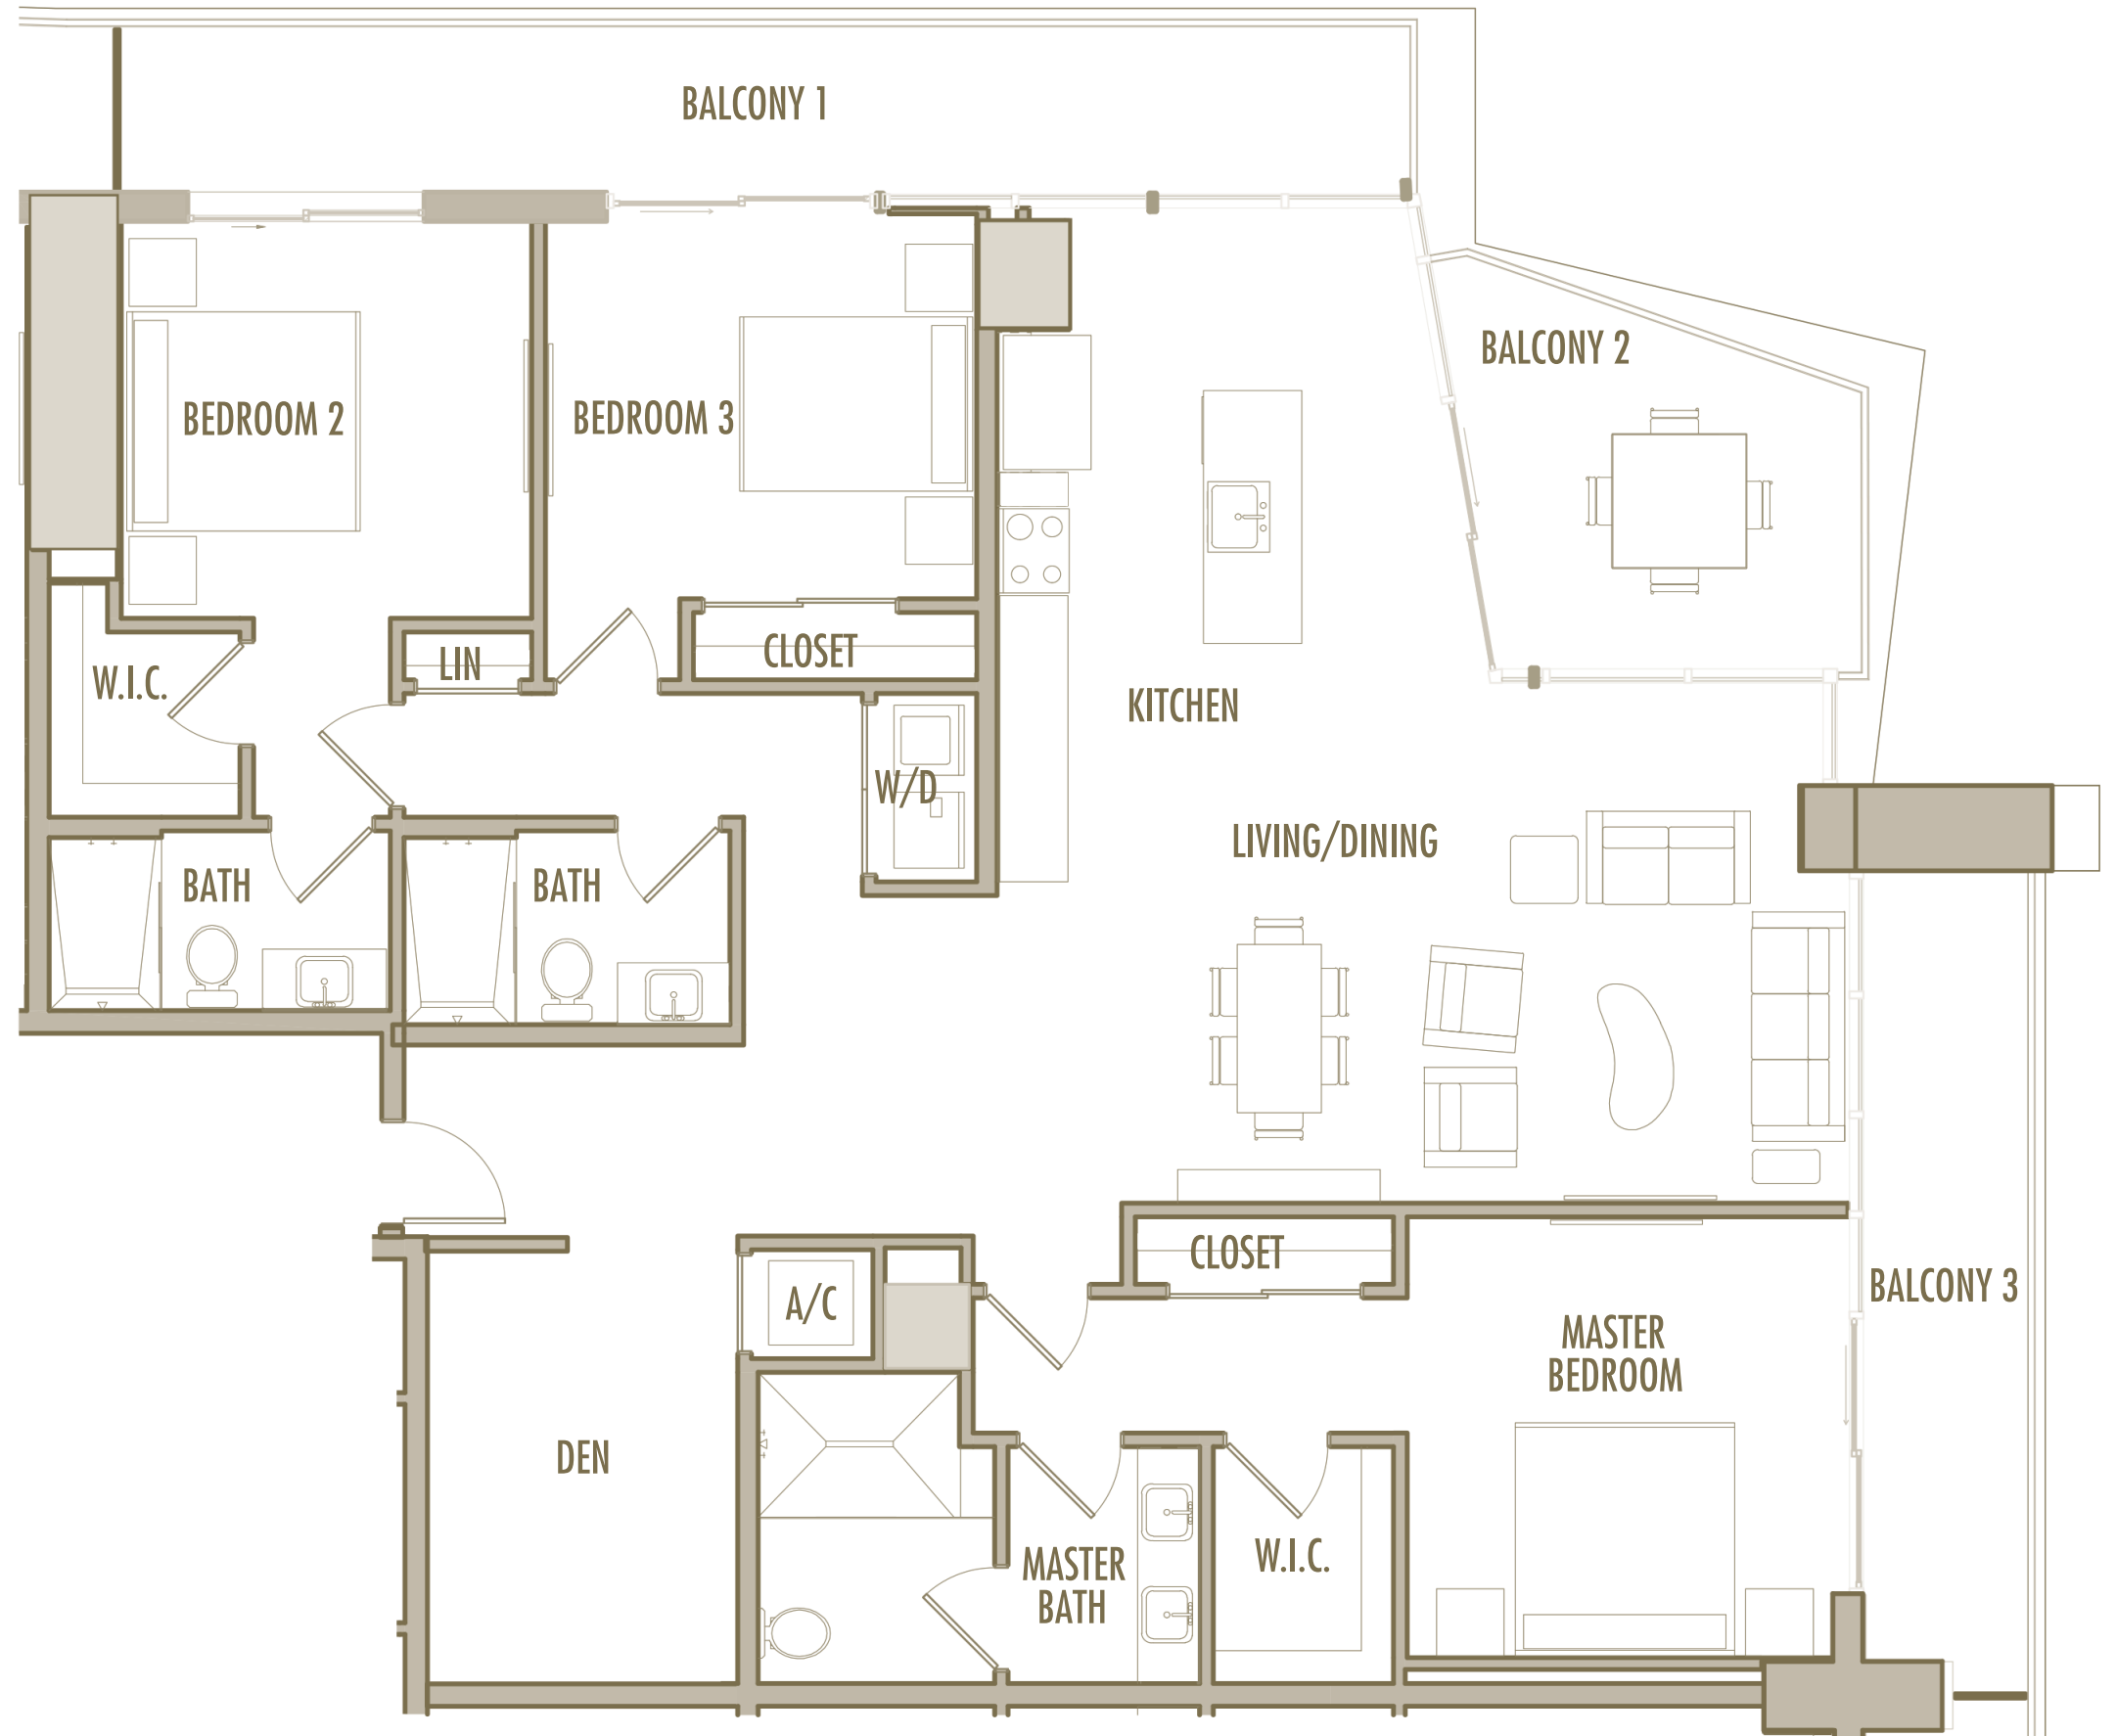 BALCONY 1
BALCONY 2
BEDROOM 2
BEDROOM 3
W.I.C.
LIN
CLOSET
KITCHEN
W/D
LIVING/DINING
BATH
BATH
CLOSET
BALCONY 3
A/C
MASTER
BEDROOM
DEN
MASTER
BATH
W.I.C.